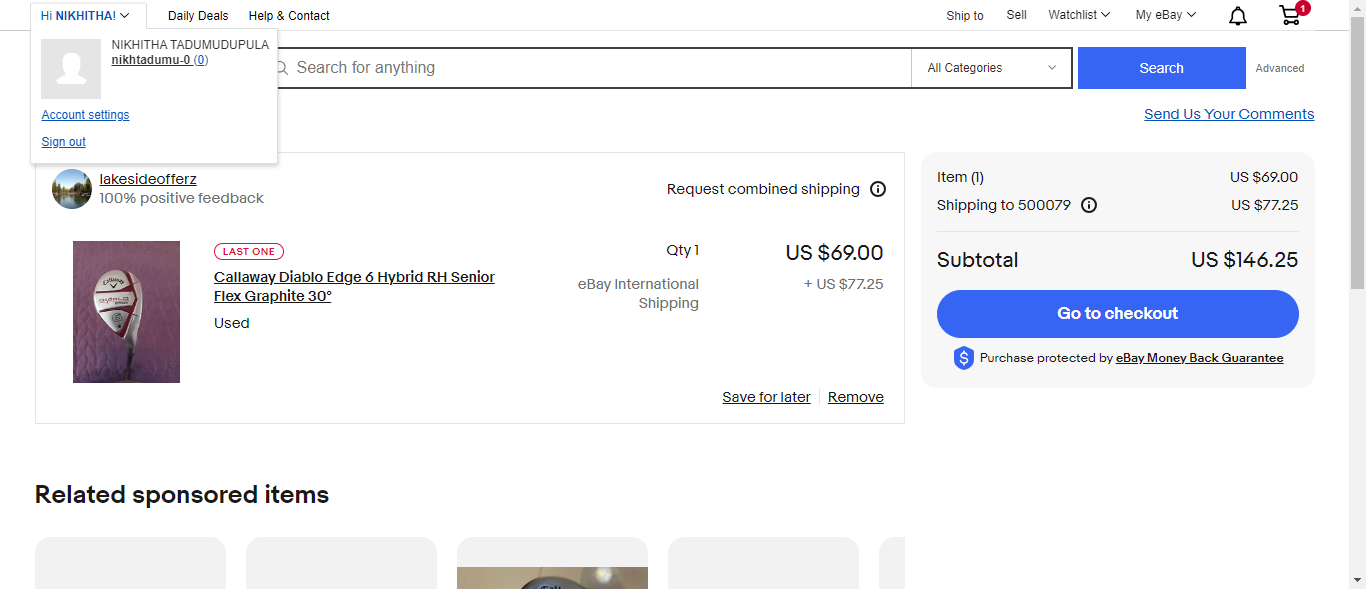 Hi NIKHITHA!
Daily Deals
Help & Contact
Ship to
Sell
Watchlist
My eBay
1
NIKHITHA TADUMUDUPULA
nikhtadumu-0 (0)
Account settings
Sign out
Search for anything
All Categories
Search
Advanced
Send Us Your Comments
lakesideofferz
100% positive feedback
Request combined shipping
LAST ONE
Callaway Diablo Edge 6 Hybrid RH Senior
Flex Graphite 30°
Used
Qty 1
eBay International
Shipping
US $69.00
+ US $77.25
Save for later
Remove
Item (1)
US $69.00
Shipping to 500079
US $77.25
Subtotal
US $146.25
Go to checkout
Purchase protected by eBay Money Back Guarantee
Related sponsored items